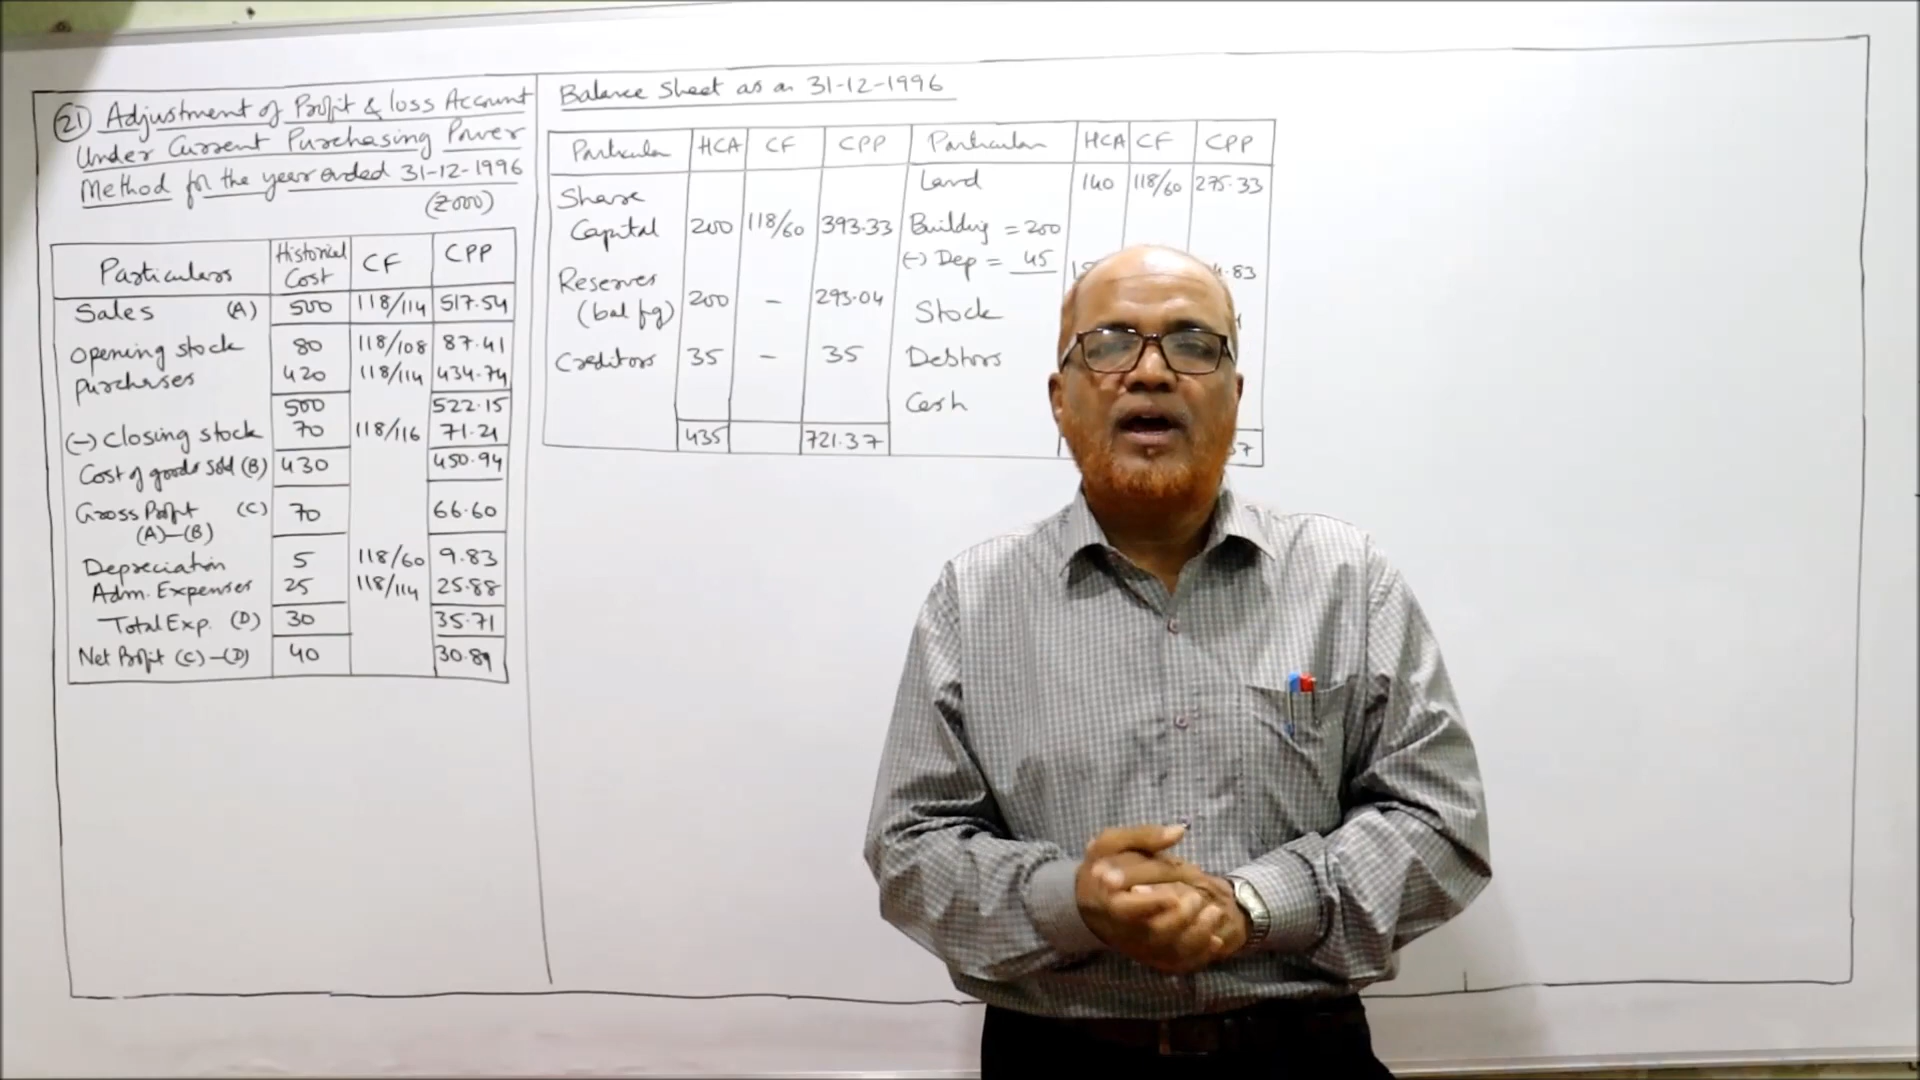 (21) Adjustment of Profit & loss Account
Under Current Purchasing Power
Method for the year ended 31-12-1996
(₹000)
Particulars Historical Cost CF CPP
Sales (A) 500 118/114 517.54
Opening stock 80 118/108 87.41
purchases 420 118/114 434.74
500 522.15
(-) Closing stock 70 118/116 71.21
Cost of goods sold (B) 430 450.94
Gross Profit (C) 70 66.60
(A)-(B)
Depreciation 5 118/60 9.83
Adm. Expenses 25 118/114 25.88
Total Exp. (D) 30 35.71
Net Profit (C)-(D) 40 30.89
Balance Sheet as on 31-12-1996
Particular HCA CF CPP Particular HCA CF CPP
Land 140 118/60 275.33
Share
Capital 200 118/60 393.33 Building = 200
(-) Dep = 45 .83
Reserves
(bal fig) 200 - 293.04 Stock
Creditors 35 - 35 Debtors
Cash
435 721.37